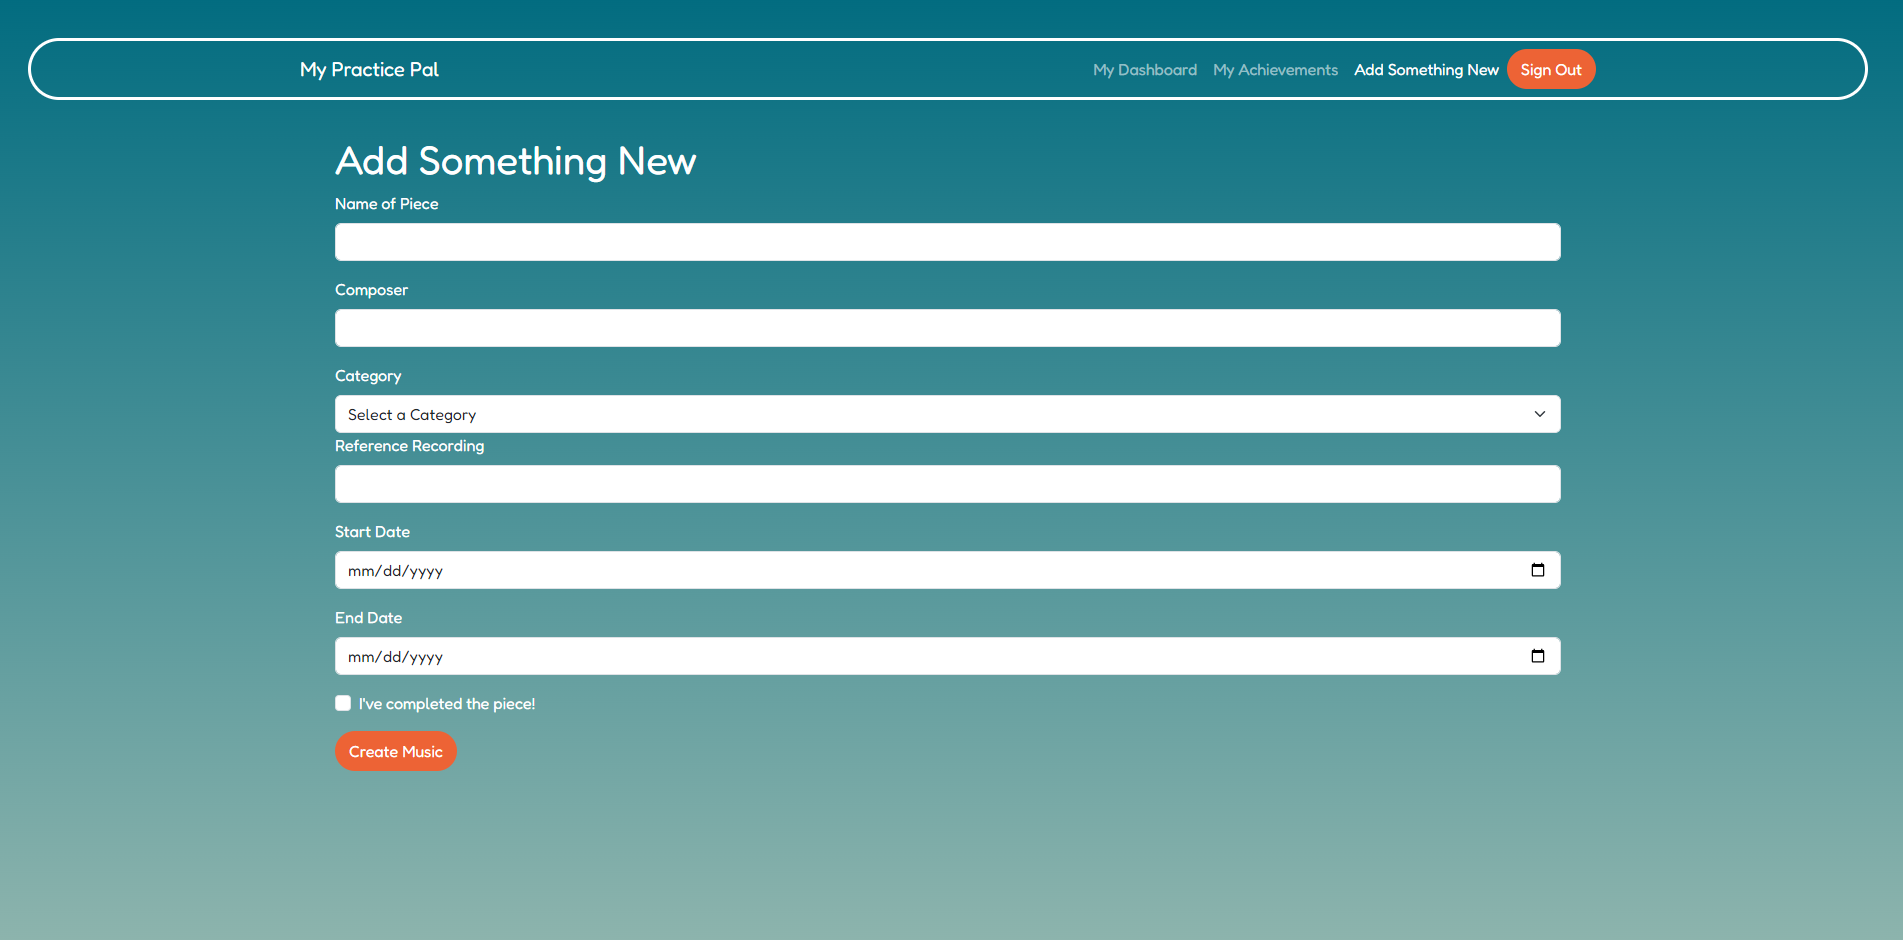 My Practice Pal
My Dashboard My Achievements Add Something New Sign Out
Add Something New
Name of Piece
Composer
Category
Select a Category
Reference Recording
Start Date
mm/dd/yyyy
End Date
mm/dd/yyyy
I've completed the piece!
Create Music